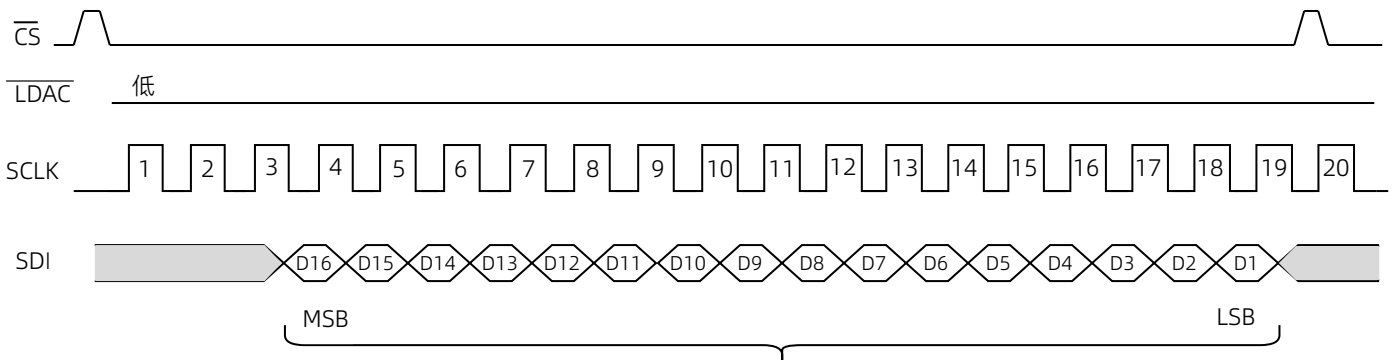 CS
LDAC 低
SCLK 1 2 3 4 5 6 7 8 9 10 11 12 13 14 15 16 17 18 19 20
SDI D16 D15 D14 D13 D12 D11 D10 D9 D8 D7 D6 D5 D4 D3 D2 D1
MSB LSB